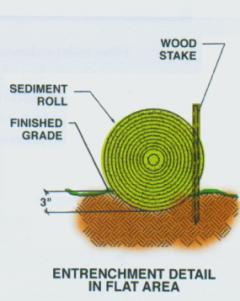 WOOD
STAKE
SEDIMENT
ROLL
FINISHED
GRADE
3"
ENTRENCHMENT DETAIL
IN FLAT AREA